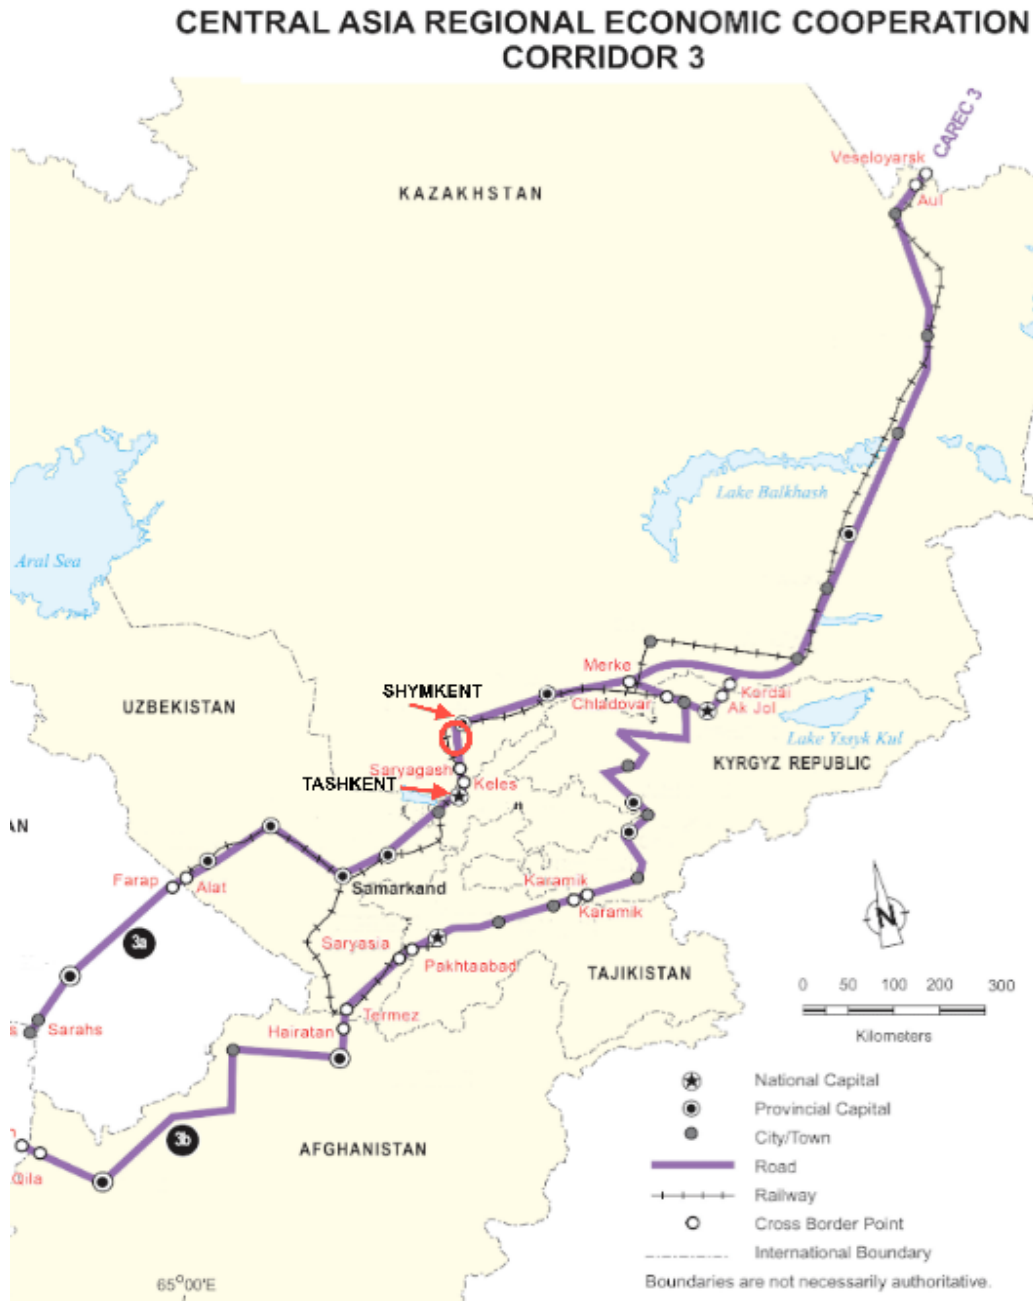 CENTRAL ASIA REGIONAL ECONOMIC COOPERATION
CORRIDOR 3
CAREC 3
Veseloyarsk
Aul
KAZAKHSTAN
Lake Balkhash
Aral Sea
Merke
SHYMKENT
Kordai
Chladovar
Ak Jol
UZBEKISTAN
Lake Yssyk Kul
Saryagash
KYRGYZ REPUBLIC
TASHKENT
Keles
AN
Farap
Alat
Samarkand
Karamik
Karamik
3a
N
Saryasia
Pakhtaabad
TAJIKISTAN
0 50 100 200 300
Kilometers
s
Sarahs
Termez
Hairatan
3b
AFGHANISTAN
Qila
National Capital
Provincial Capital
City/Town
Road
Railway
Cross Border Point
International Boundary
65°00'E
Boundaries are not necessarily authoritative.